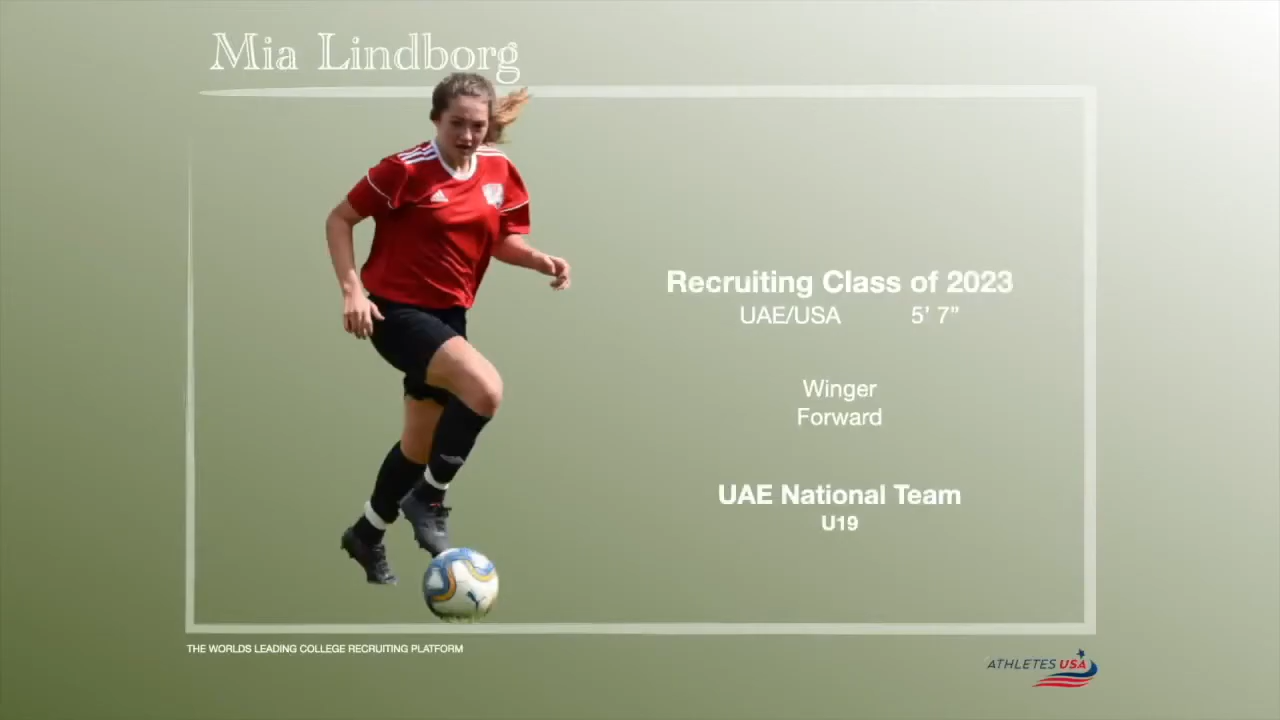 Mia Lindborg
Recruiting Class of 2023
UAE/USA 5’ 7”
Winger
Forward
UAE National Team
U19
THE WORLDS LEADING COLLEGE RECRUITING PLATFORM
ATHLETES USA